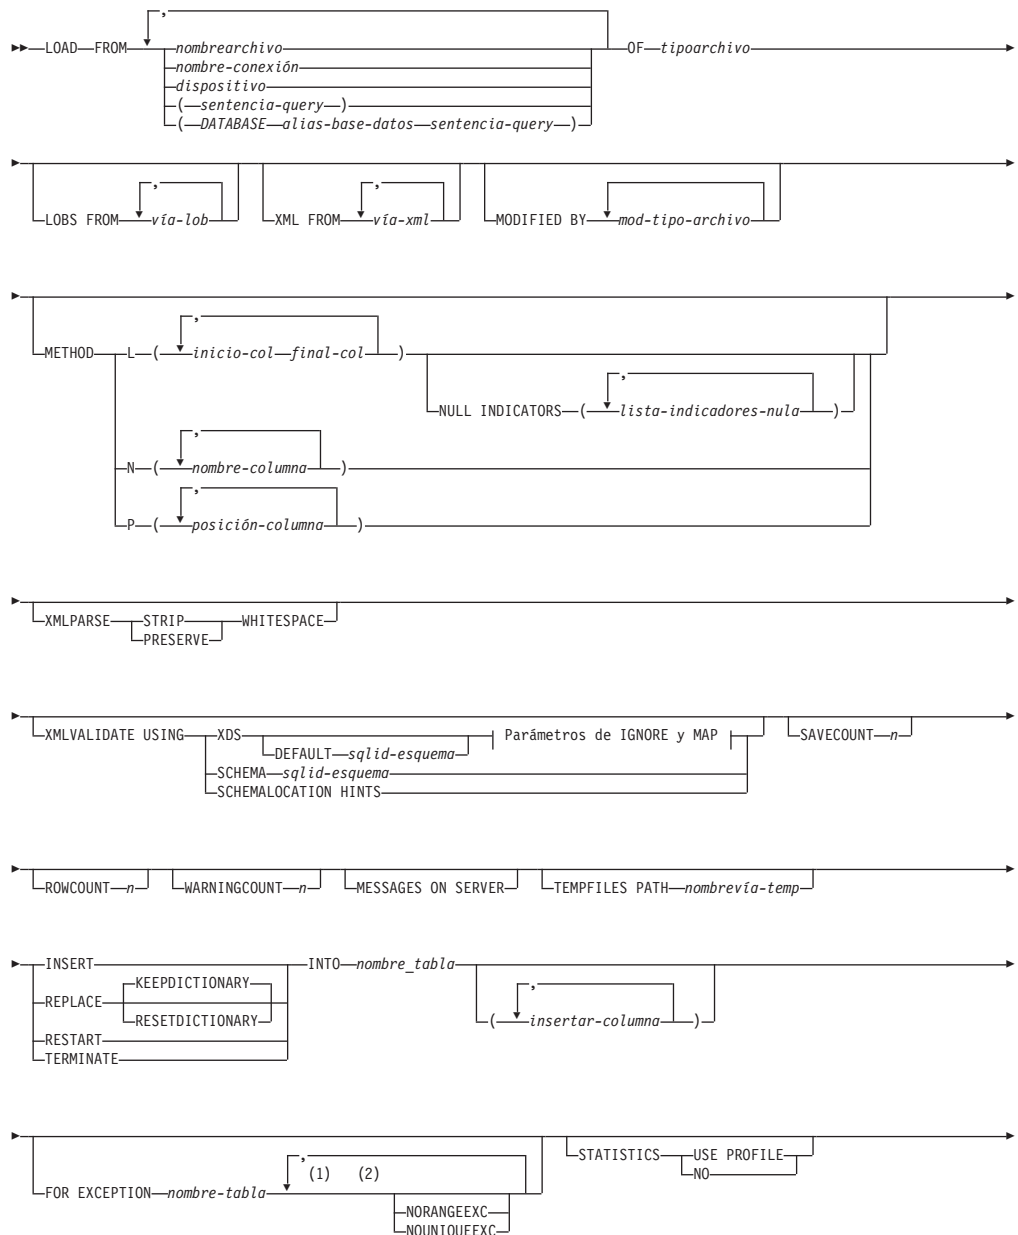 ,
LOAD FROM nombrearchivo OF tipoarchivo
nombre-conexión
dispositivo
( sentencia-query )
( DATABASE alias-base-datos sentencia-query )
, ,
LOBS FROM vía-lob XML FROM vía-xml MODIFIED BY mod-tipo-archivo
,
METHOD L ( inicio-col final-col )
,
NULL INDICATORS ( lista-indicadores-nula )
,
N ( nombre-columna )
,
P ( posición-columna )
XMLPARSE STRIP WHITESPACE
PRESERVE
XMLVALIDATE USING XDS Parámetros de IGNORE y MAP SAVECOUNT n
DEFAULT sqlid-esquema
SCHEMA sqlid-esquema
SCHEMALOCATION HINTS
ROWCOUNT n WARNINGCOUNT n MESSAGES ON SERVER TEMPFILES PATH nombrevía-temp
INSERT INTO nombre_tabla
KEEPDICTIONARY ,
REPLACE
RESETDICTIONARY ( insertar-columna )
RESTART
TERMINATE
, STATISTICS USE PROFILE
(1) (2) NO
FOR EXCEPTION nombre-tabla
NORANGEEXC
NOUNIQUEEXC